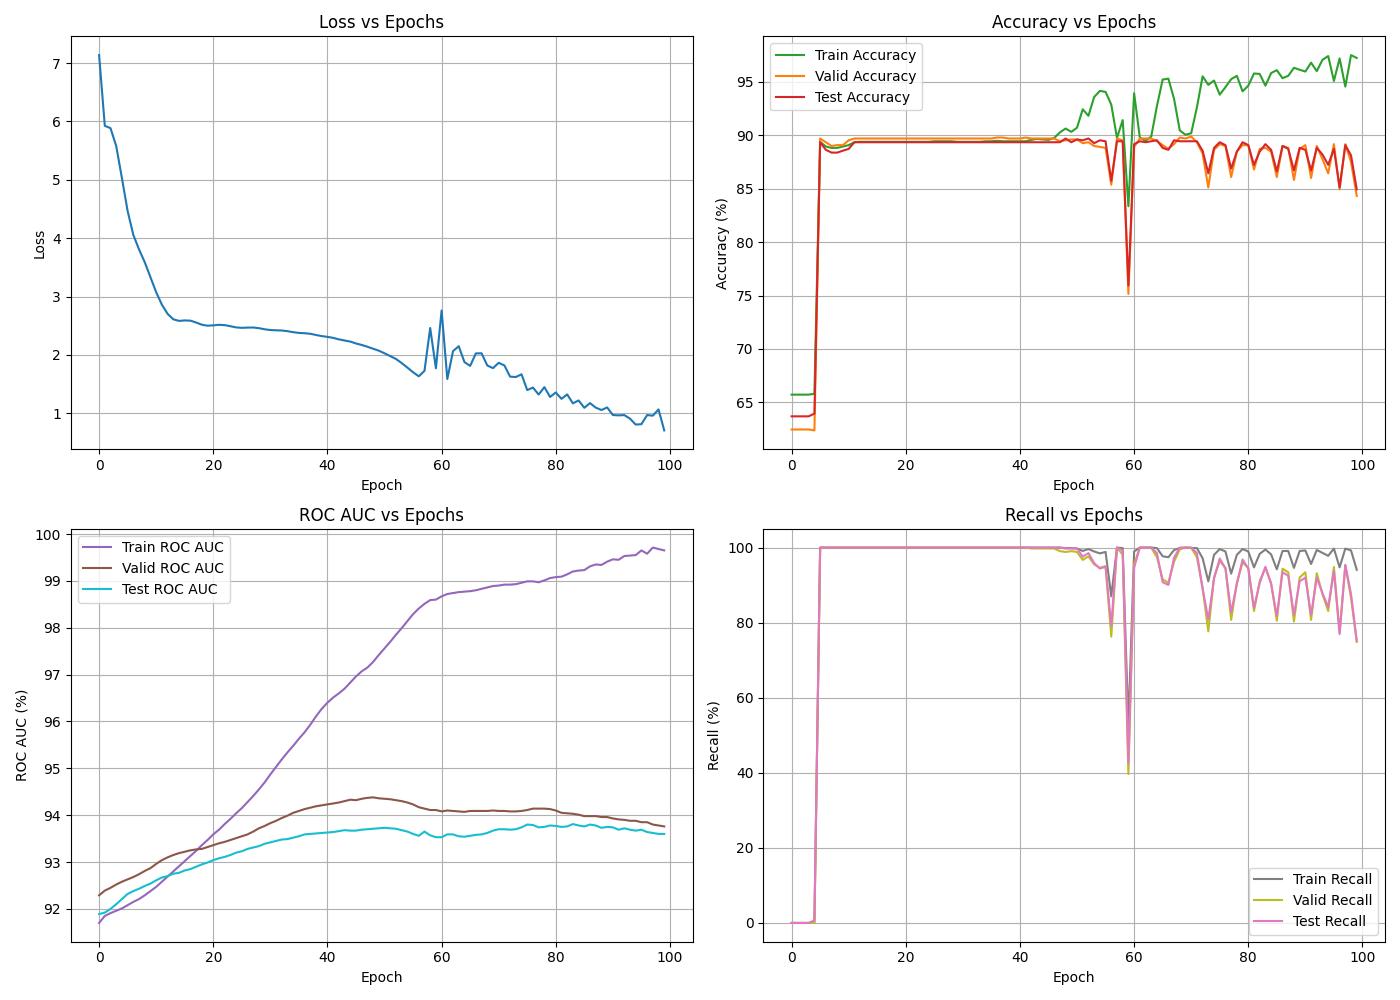 Loss vs Epochs
7
6
5
4
3
2
1
Loss
0 20 40 60 80 100
Epoch
Accuracy vs Epochs
Train Accuracy
Valid Accuracy
Test Accuracy
95
90
85
80
75
70
65
Accuracy (%)
0 20 40 60 80 100
Epoch
ROC AUC vs Epochs
Train ROC AUC
Valid ROC AUC
Test ROC AUC
100
99
98
97
96
95
94
93
92
ROC AUC (%)
0 20 40 60 80 100
Epoch
Recall vs Epochs
100
80
60
40
20
0
Recall (%)
Train Recall
Valid Recall
Test Recall
0 20 40 60 80 100
Epoch